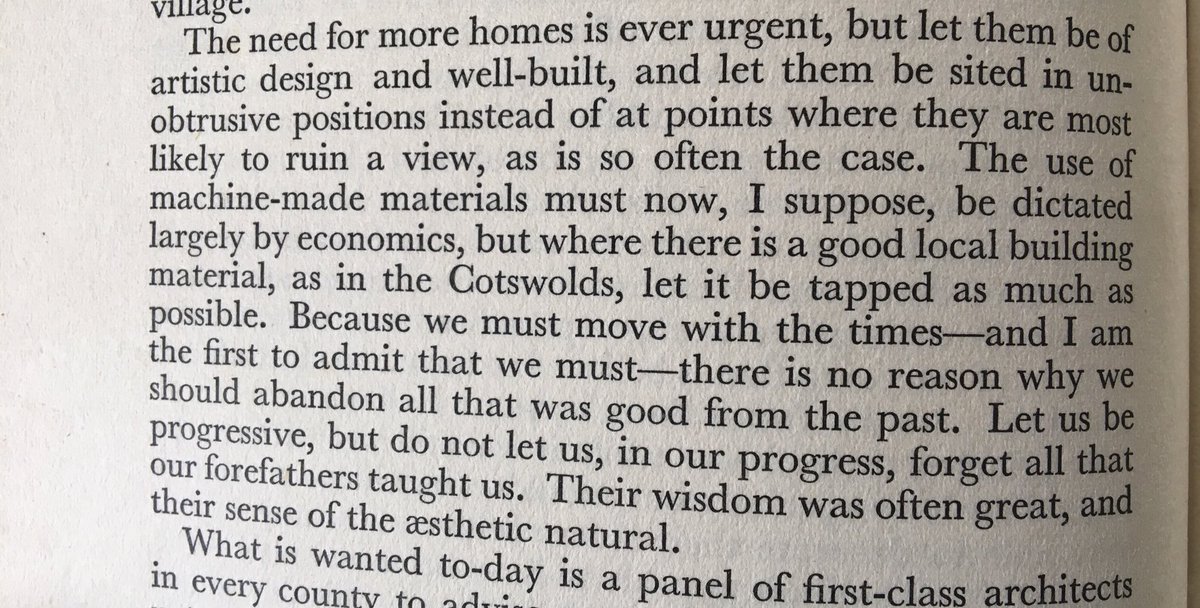 village.
The need for more homes is ever urgent, but let them be of
artistic design and well-built, and let them be sited in un-
obtrusive positions instead of at points where they are most
likely to ruin a view, as is so often the case. The use of
machine-made materials must now, I suppose, be dictated
largely by economics, but where there is a good local building
material, as in the Cotswolds, let it be tapped as much as
possible. Because we must move with the times—and I am
the first to admit that we must—there is no reason why we
should abandon all that was good from the past. Let us be
progressive, but do not let us, in our progress, forget all that
our forefathers taught us. Their wisdom was often great, and
their sense of the æsthetic natural.
What is wanted to-day is a panel of first-class architects
in every county to